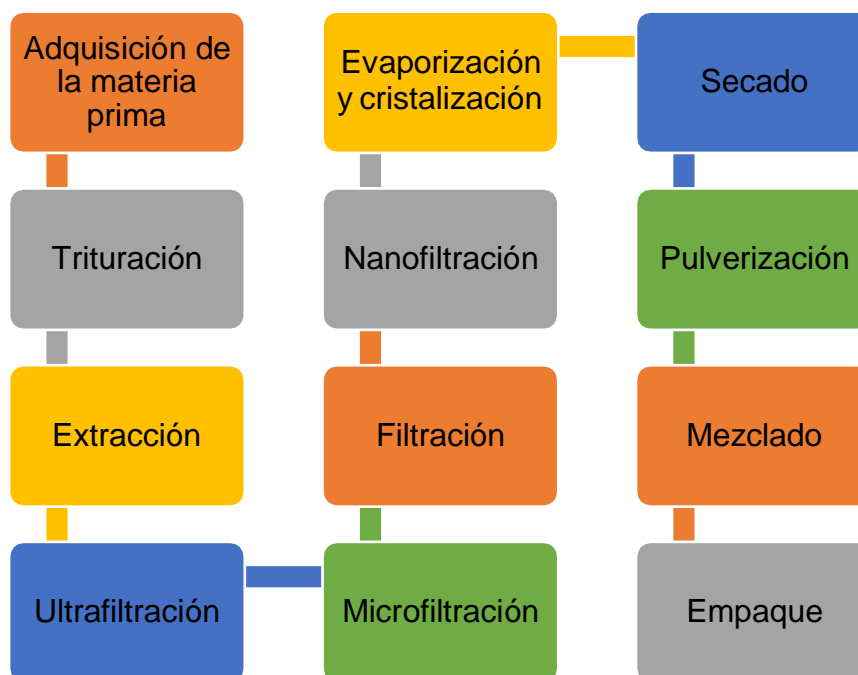 Adquisición de
la materia
prima
Trituración
Extracción
Ultrafiltración
Microfiltración
Filtración
Nanofiltración
Evaporización
y cristalización
Secado
Pulverización
Mezclado
Empaque